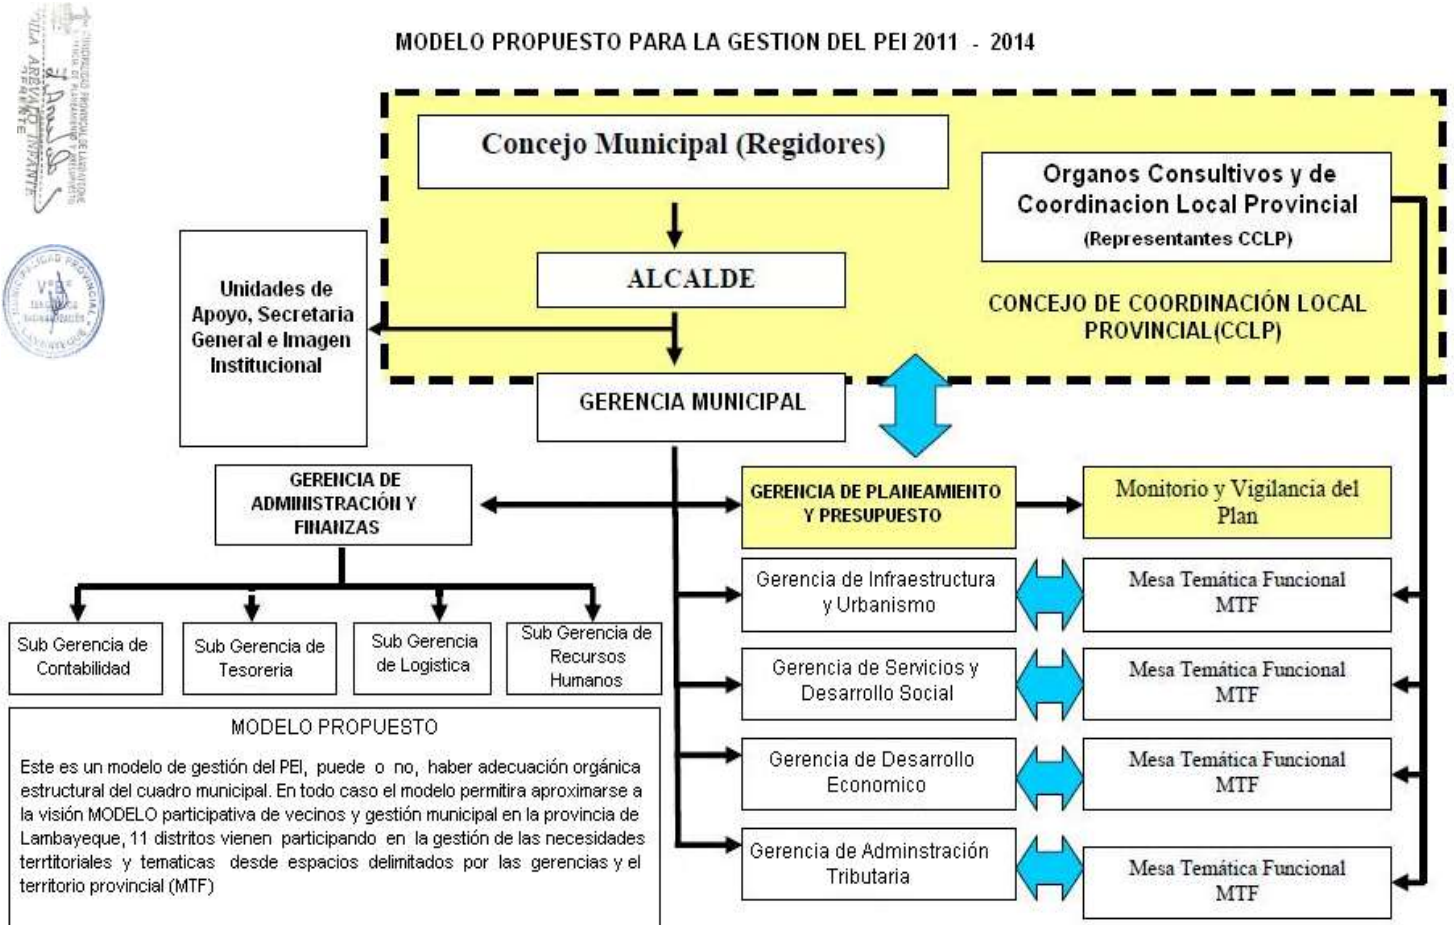 MODELO PROPUESTO PARA LA GESTION DEL PEI 2011 - 2014
Concejo Municipal (Regidores)
Organos Consultivos y de
Coordinacion Local Provincial
(Representantes CCLP)
ALCALDE
CONCEJO DE COORDINACIÓN LOCAL
PROVINCIAL(CCLP)
Unidades de
Apoyo, Secretaria
General e Imagen
Institucional
GERENCIA MUNICIPAL
GERENCIA DE
ADMINISTRACIÓN Y
FINANZAS
GERENCIA DE PLANEAMIENTO
Y PRESUPUESTO
Monitorio y Vigilancia del
Plan
Gerencia de Infraestructura
y Urbanismo
Mesa Temática Funcional
MTF
Sub Gerencia de
Contabilidad
Sub Gerencia de
Tesoreria
Sub Gerencia
de Logistica
Sub Gerencia de
Recursos
Humanos
Gerencia de Servicios y
Desarrollo Social
Mesa Temática Funcional
MTF
Gerencia de Desarrollo
Economico
Mesa Temática Funcional
MTF
Gerencia de Adminstración
Tributaria
Mesa Temática Funcional
MTF
MODELO PROPUESTO
Este es un modelo de gestión del PEI, puede o no, haber adecuación orgánica
estructural del cuadro municipal. En todo caso el modelo permitira aproximarse a
la visión MODELO participativa de vecinos y gestión municipal en la provincia de
Lambayeque, 11 distritos vienen participando en la gestión de las necesidades
terrtitoriales y tematicas desde espacios delimitados por las gerencias y el
territorio provincial (MTF)
MUNICIPALIDAD PROVINCIAL
V°B°
LAMBAYEQUE
AREVALO INFANTE
GERENTE